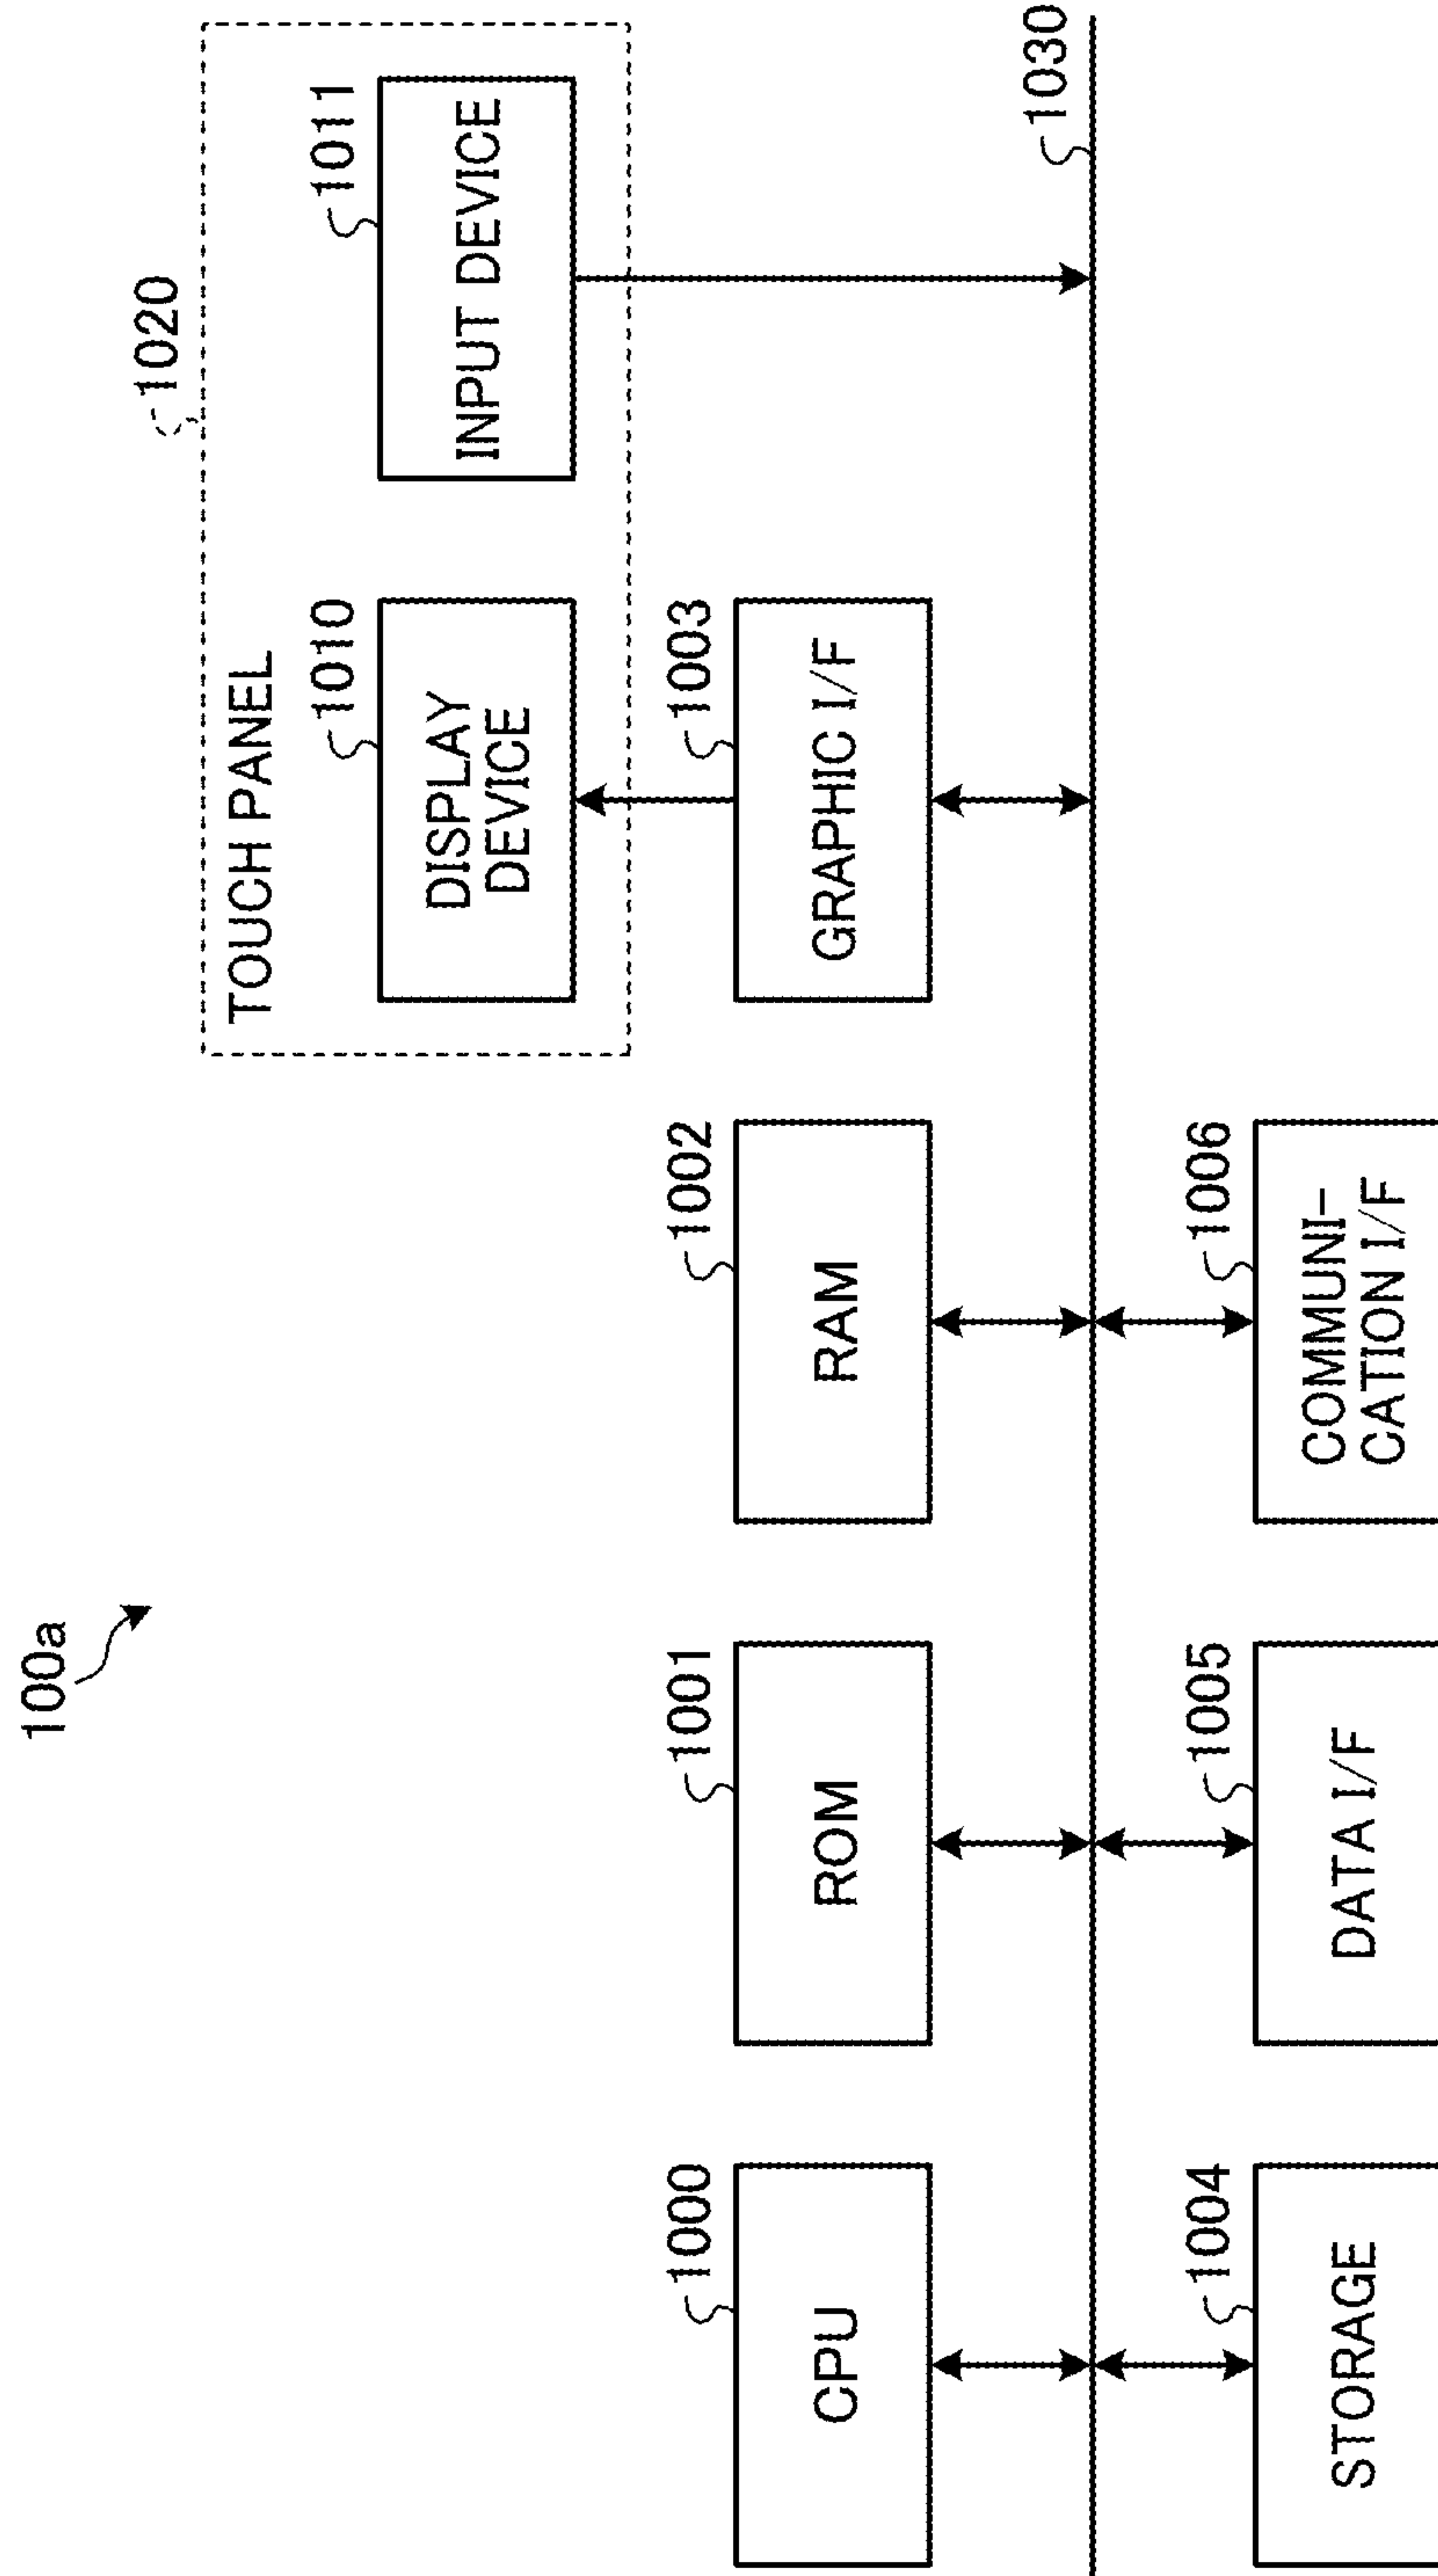 100a
1020
TOUCH PANEL
1010
1011
DISPLAY
DEVICE
INPUT DEVICE
1000
1001
1002
1003
CPU
ROM
RAM
GRAPHIC I/F
1030
1004
1005
1006
STORAGE
DATA I/F
COMMUNI-
CATION I/F